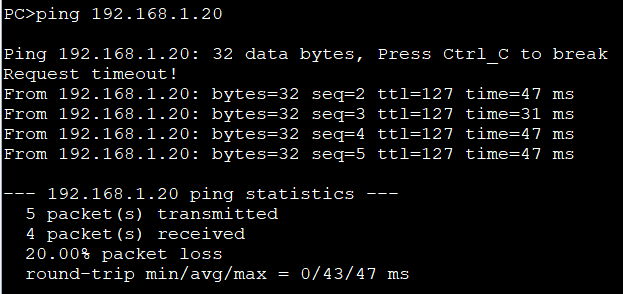 PC>ping 192.168.1.20
Ping 192.168.1.20: 32 data bytes, Press Ctrl_C to break
Request timeout!
From 192.168.1.20: bytes=32 seq=2 ttl=127 time=47 ms
From 192.168.1.20: bytes=32 seq=3 ttl=127 time=31 ms
From 192.168.1.20: bytes=32 seq=4 ttl=127 time=47 ms
From 192.168.1.20: bytes=32 seq=5 ttl=127 time=47 ms
--- 192.168.1.20 ping statistics ---
5 packet(s) transmitted
4 packet(s) received
20.00% packet loss
round-trip min/avg/max = 0/43/47 ms